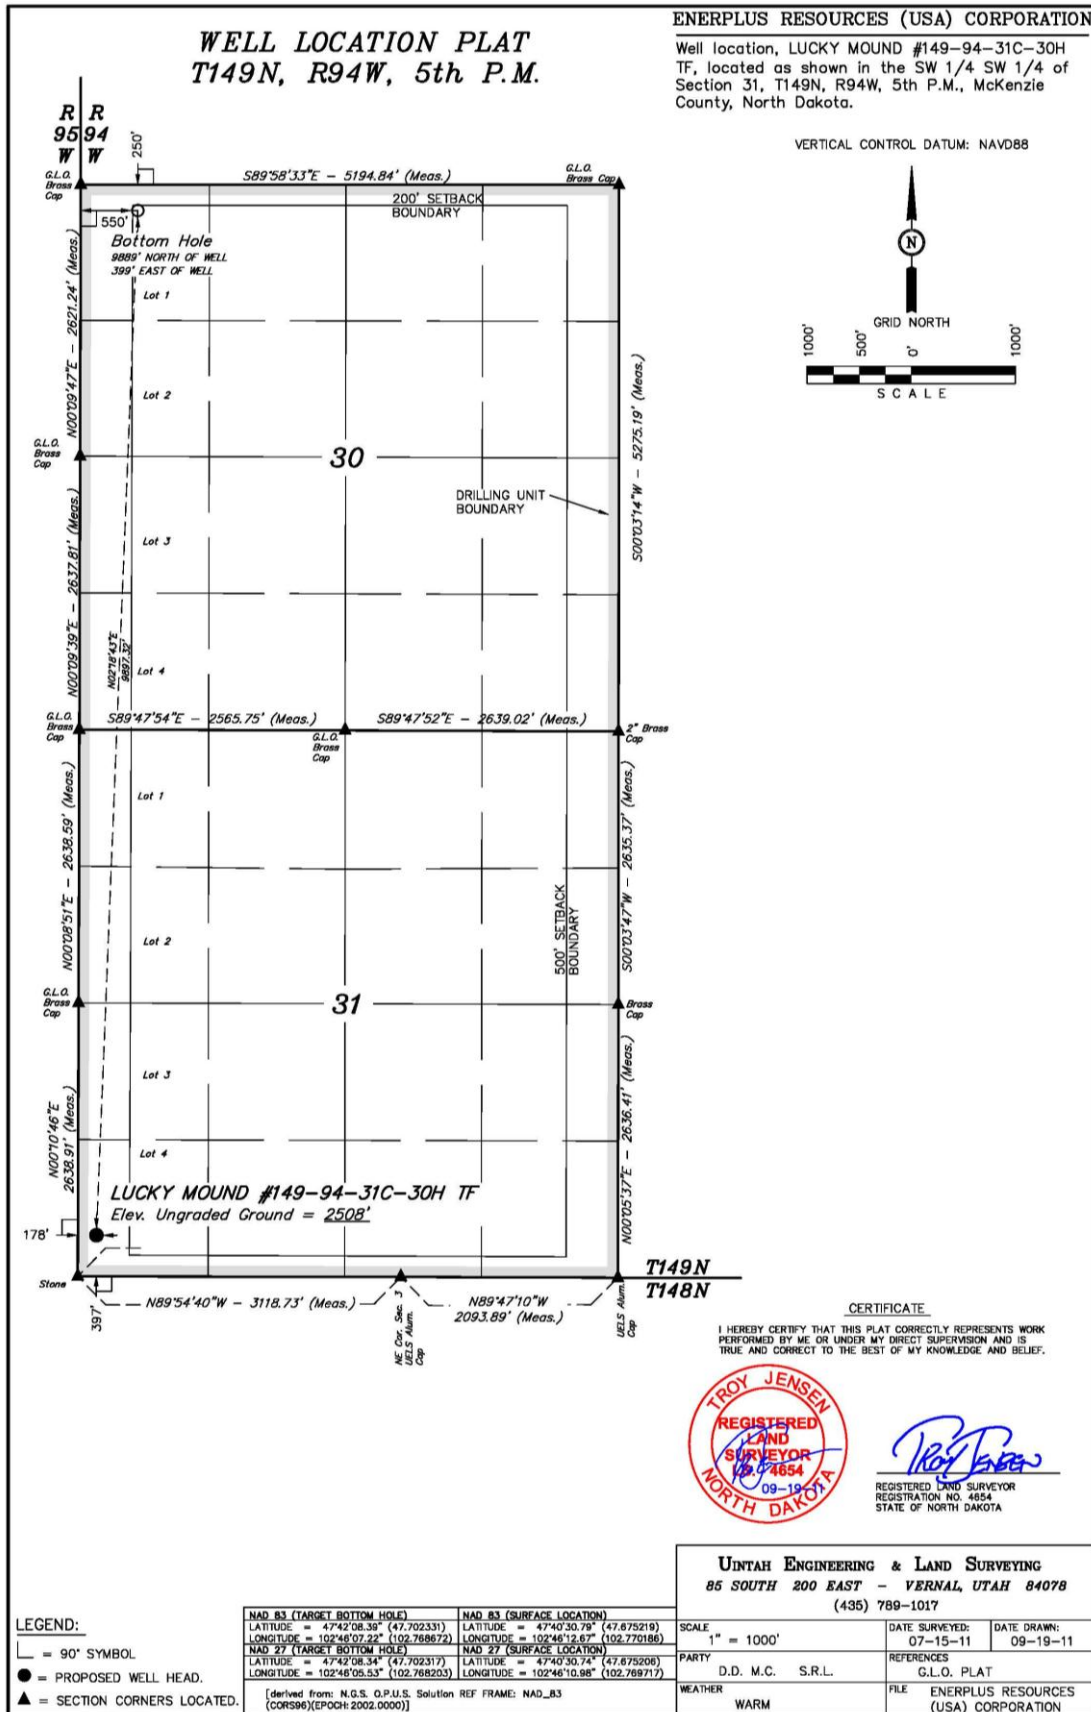 WELL LOCATION PLAT
T149N, R94W, 5th P.M.
ENERPLUS RESOURCES (USA) CORPORATION
Well location, LUCKY MOUND #149-94-31C-30H
TF, located as shown in the SW 1/4 SW 1/4 of
Section 31, T149N, R94W, 5th P.M., McKenzie
County, North Dakota.
VERTICAL CONTROL DATUM: NAVD88
N
GRID NORTH
1000'
500'
0'
1000'
SCALE
R R
95 94
W W
250'
G.L.O.
Brass
Cap
S89°58'33"E - 5194.84' (Meas.)
G.L.O.
Brass Cap
200' SETBACK
BOUNDARY
550'
Bottom Hole
9889' NORTH OF WELL
399' EAST OF WELL
Lot 1
N00°09'47"E - 2621.24' (Meas.)
Lot 2
G.L.O.
Brass
Cap
30
DRILLING UNIT
BOUNDARY
S00°03'14"W - 5275.19' (Meas.)
Lot 3
N00°09'39"E - 2637.81' (Meas.)
N02°18'43"E
9897.32'
Lot 4
G.L.O.
Brass
Cap
S89°47'54"E - 2565.75' (Meas.)
S89°47'52"E - 2639.02' (Meas.)
G.L.O.
Brass
Cap
2" Brass
Cap
Lot 1
N00°08'51"E - 2638.59' (Meas.)
S00°03'47"W - 2635.37' (Meas.)
Lot 2
500' SETBACK
BOUNDARY
G.L.O.
Brass
Cap
31
Brass
Cap
Lot 3
N00°10'46"E
2638.91' (Meas.)
N00°05'37"E - 2636.41' (Meas.)
Lot 4
LUCKY MOUND #149-94-31C-30H TF
Elev. Ungraded Ground = 2508'
178'
Stone
397'
N89°54'40"W - 3118.73' (Meas.)
NE Cor. Sec. 3
UELS Alum.
Cap
N89°47'10"W
2093.89' (Meas.)
UELS Alum.
Cap
T149N
T148N
CERTIFICATE
I HEREBY CERTIFY THAT THIS PLAT CORRECTLY REPRESENTS WORK
PERFORMED BY ME OR UNDER MY DIRECT SUPERVISION AND IS
TRUE AND CORRECT TO THE BEST OF MY KNOWLEDGE AND BELIEF.
TROY JENSEN
REGISTERED
LAND
SURVEYOR
4654
09-19-11
NORTH DAKOTA
TROY JENSEN
REGISTERED LAND SURVEYOR
REGISTRATION NO. 4654
STATE OF NORTH DAKOTA
LEGEND:
= 90° SYMBOL
= PROPOSED WELL HEAD.
= SECTION CORNERS LOCATED.
NAD 83 (TARGET BOTTOM HOLE)
LATITUDE = 47°42'08.39" (47.702331)
LONGITUDE = 102°46'07.22" (102.768672)
NAD 27 (TARGET BOTTOM HOLE)
LATITUDE = 47°42'08.34" (47.702317)
LONGITUDE = 102°46'05.53" (102.768203)
NAD 83 (SURFACE LOCATION)
LATITUDE = 47°40'30.79" (47.675219)
LONGITUDE = 102°46'12.67" (102.770186)
NAD 27 (SURFACE LOCATION)
LATITUDE = 47°40'30.74" (47.675206)
LONGITUDE = 102°46'10.98" (102.769717)
[derived from: N.G.S. O.P.U.S. Solution REF FRAME: NAD_83
(CORS96)(EPOCH: 2002.0000)]
UINTAH ENGINEERING & LAND SURVEYING
85 SOUTH 200 EAST - VERNAL, UTAH 84078
(435) 789-1017
SCALE
1" = 1000'
DATE SURVEYED:
07-15-11
DATE DRAWN:
09-19-11
PARTY
D.D. M.C. S.R.L.
REFERENCES
G.L.O. PLAT
WEATHER
WARM
FILE
ENERPLUS RESOURCES
(USA) CORPORATION